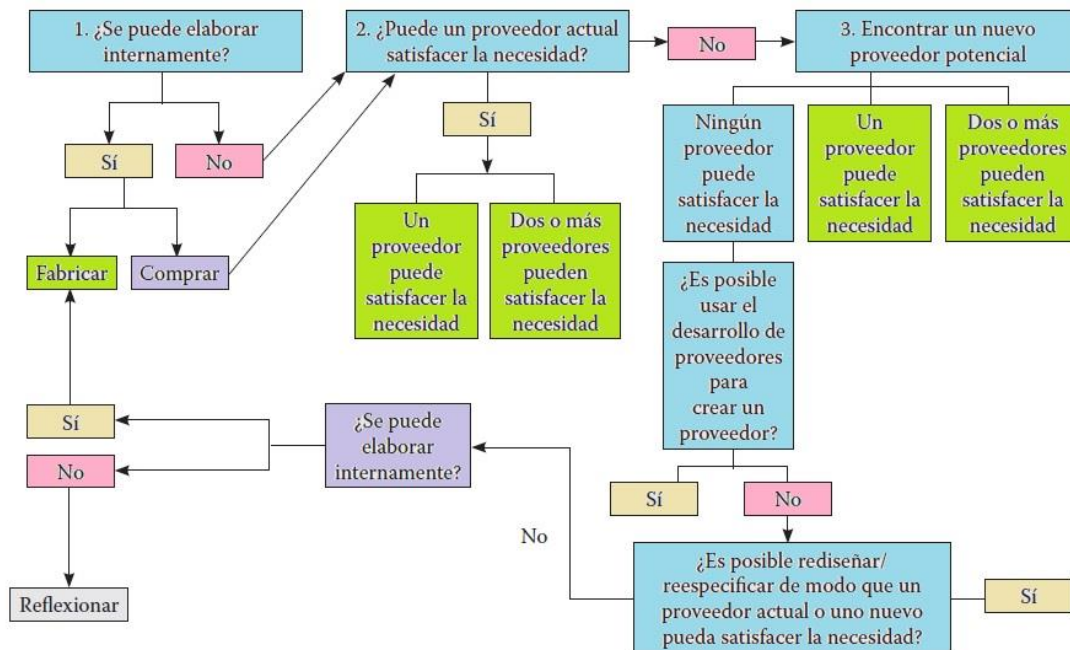 1. ¿Se puede elaborar
internamente?
2. ¿Puede un proveedor actual
satisfacer la necesidad?
No
3. Encontrar un nuevo
proveedor potencial
Sí
No
Sí
Ningún
proveedor
puede
satisfacer la
necesidad
Un
proveedor
puede
satisfacer la
necesidad
Dos o más
proveedores
pueden
satisfacer la
necesidad
Fabricar
Comprar
Un
proveedor
puede
satisfacer la
necesidad
Dos o más
proveedores
pueden
satisfacer la
necesidad
¿Es posible
usar el
desarrollo de
proveedores
para
crear un
proveedor?
Sí
No
¿Se puede
elaborar
internamente?
Sí
No
No
¿Es posible rediseñar/
reespecificar de modo que un
proveedor actual o uno nuevo
pueda satisfacer la necesidad?
Sí
Reflexionar